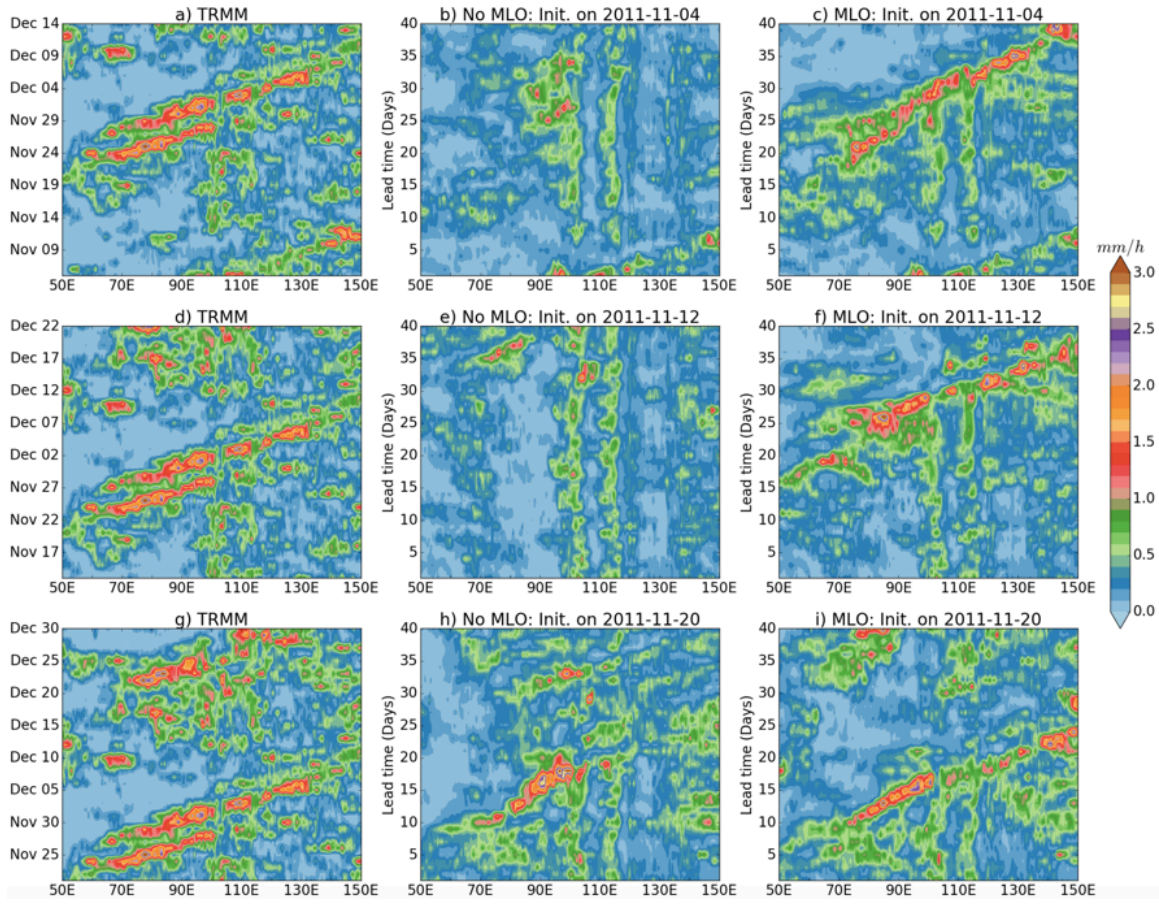 a) TRMM
b) No MLO: Init. on 2011-11-04
c) MLO: Init. on 2011-11-04
Dec 14
Dec 09
Dec 04
Nov 29
Nov 24
Nov 19
Nov 14
Nov 09
50E 70E 90E 110E 130E 150E
Lead time (Days)
40
35
30
25
20
15
10
5
50E 70E 90E 110E 130E 150E
Lead time (Days)
40
35
30
25
20
15
10
5
50E 70E 90E 110E 130E 150E
d) TRMM
e) No MLO: Init. on 2011-11-12
f) MLO: Init. on 2011-11-12
Dec 22
Dec 17
Dec 12
Dec 07
Dec 02
Nov 27
Nov 22
Nov 17
50E 70E 90E 110E 130E 150E
Lead time (Days)
40
35
30
25
20
15
10
5
50E 70E 90E 110E 130E 150E
Lead time (Days)
40
35
30
25
20
15
10
5
50E 70E 90E 110E 130E 150E
g) TRMM
h) No MLO: Init. on 2011-11-20
i) MLO: Init. on 2011-11-20
Dec 30
Dec 25
Dec 20
Dec 15
Dec 10
Dec 05
Nov 30
Nov 25
50E 70E 90E 110E 130E 150E
Lead time (Days)
40
35
30
25
20
15
10
5
50E 70E 90E 110E 130E 150E
Lead time (Days)
40
35
30
25
20
15
10
5
50E 70E 90E 110E 130E 150E
mm/h
3.0
2.5
2.0
1.5
1.0
0.5
0.0